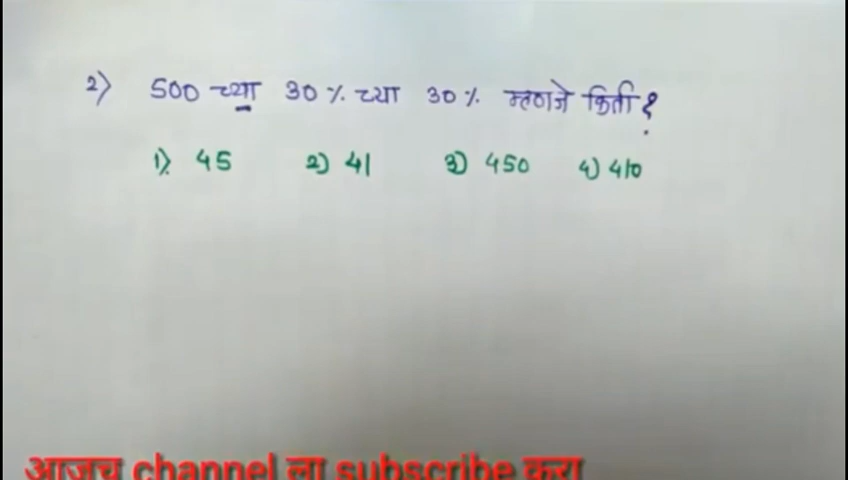 2) 500 च्या 30% च्या 30% म्हणजे किती?
1) 45 2) 41 3) 450 4) 410
आजच channel ला subscribe करा